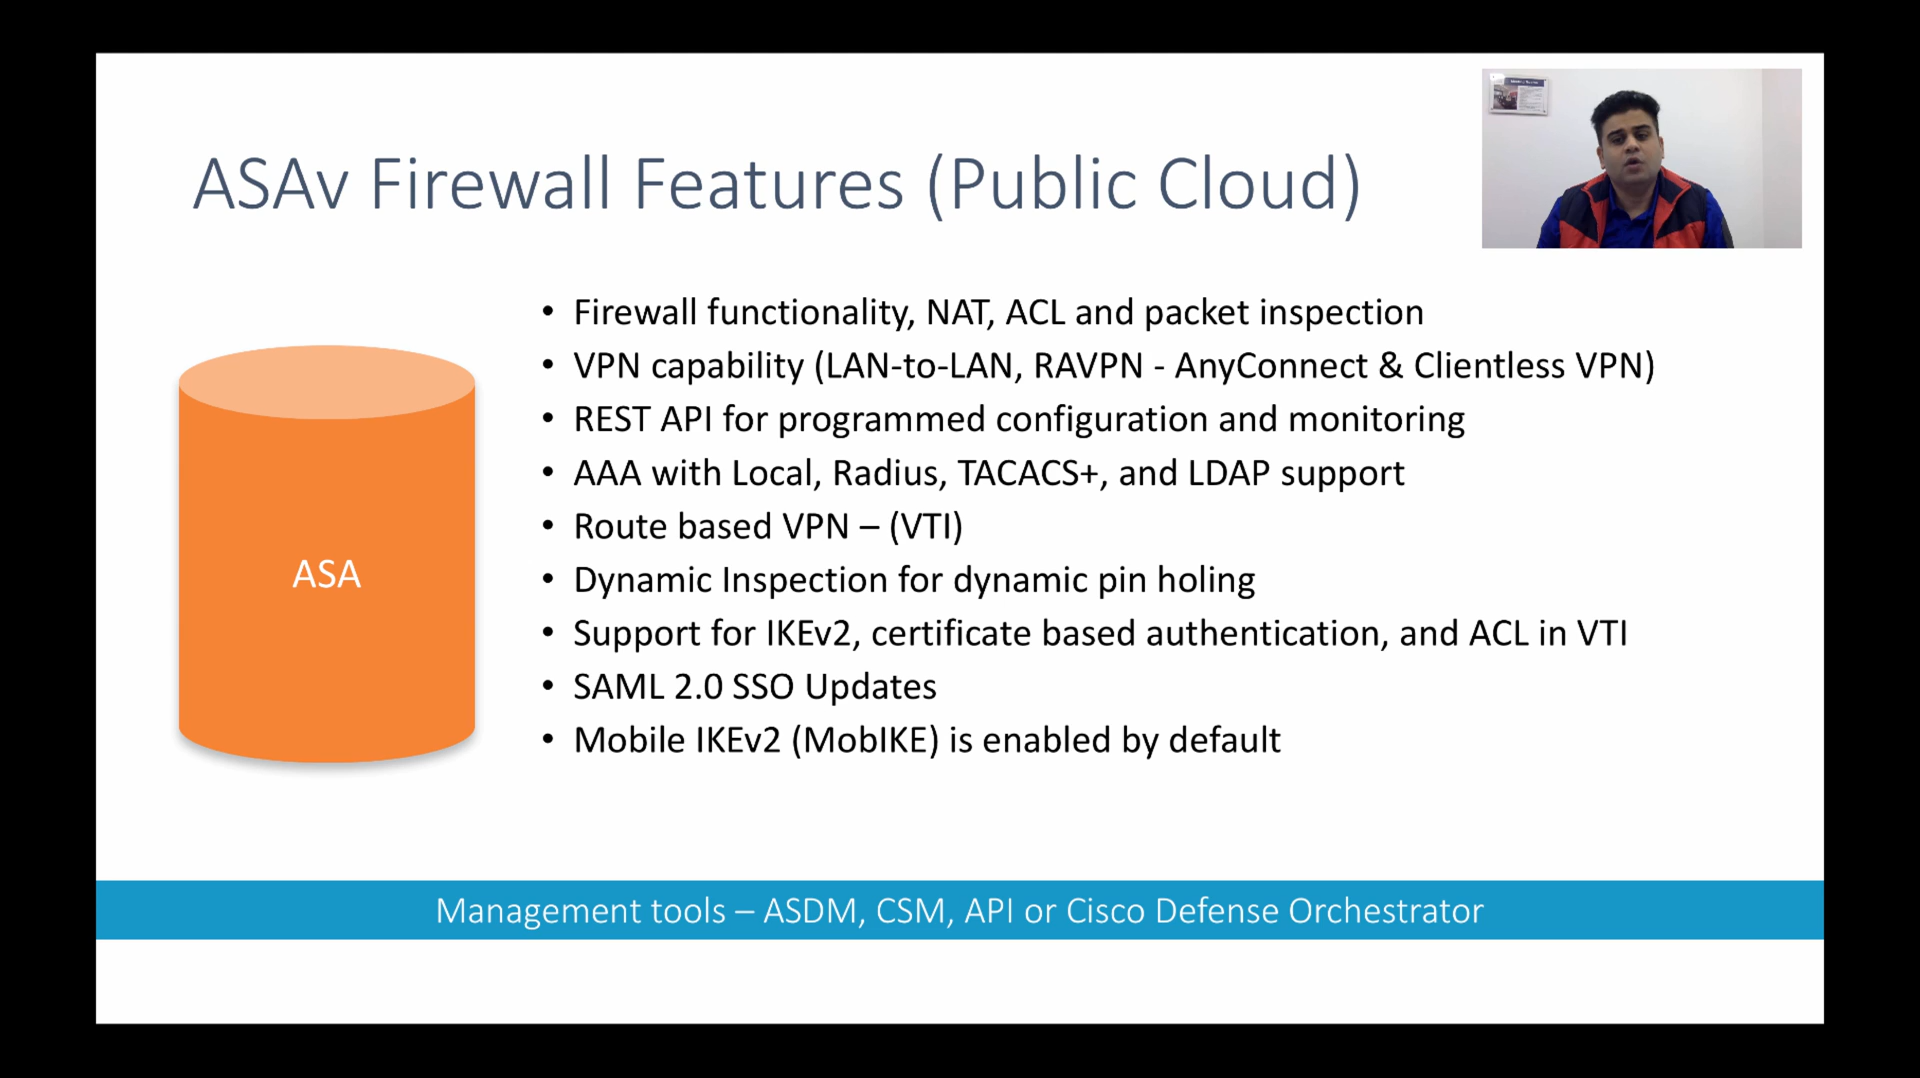 ASAv Firewall Features (Public Cloud)
• Firewall functionality, NAT, ACL and packet inspection
• VPN capability (LAN-to-LAN, RAVPN - AnyConnect & Clientless VPN)
• REST API for programmed configuration and monitoring
• AAA with Local, Radius, TACACS+, and LDAP support
• Route based VPN – (VTI)
• Dynamic Inspection for dynamic pin holing
• Support for IKEv2, certificate based authentication, and ACL in VTI
• SAML 2.0 SSO Updates
• Mobile IKEv2 (MobIKE) is enabled by default
ASA
Management tools – ASDM, CSM, API or Cisco Defense Orchestrator